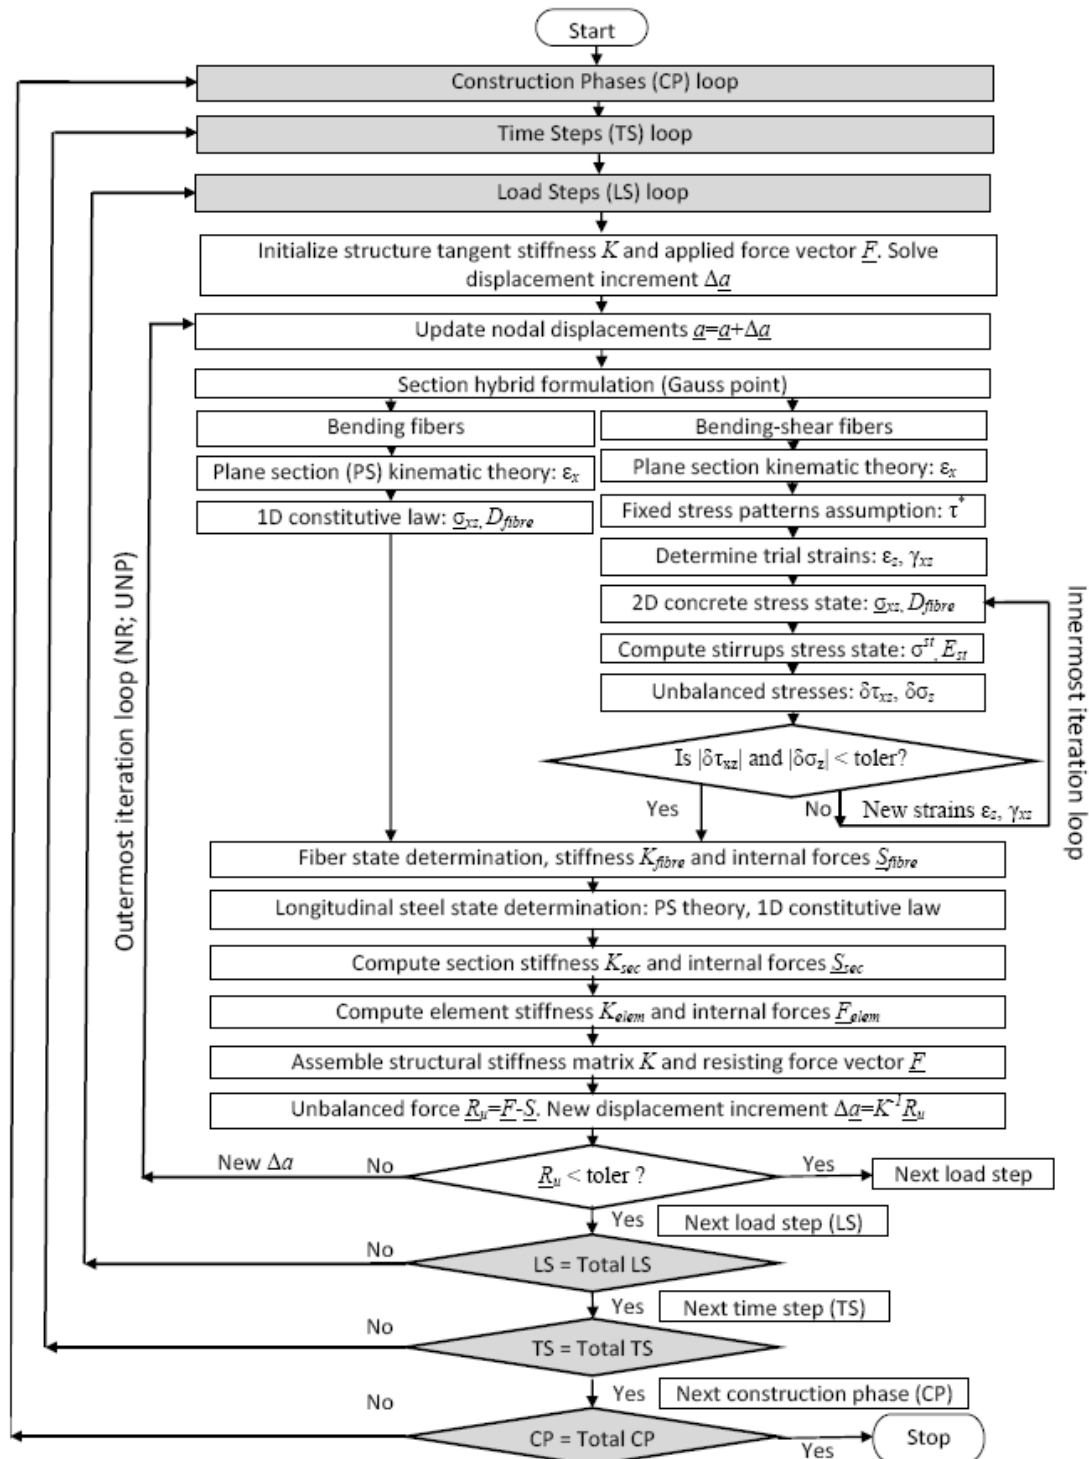 Start
Construction Phases (CP) loop
Time Steps (TS) loop
Load Steps (LS) loop
Initialize structure tangent stiffness K and applied force vector F. Solve
displacement increment Δa
Update nodal displacements a=a+Δa
Section hybrid formulation (Gauss point)
Bending fibers
Plane section (PS) kinematic theory: εx
1D constitutive law: σxz, Dfibre
Bending-shear fibers
Plane section kinematic theory: εx
Fixed stress patterns assumption: τ*
Determine trial strains: εz, γxz
2D concrete stress state: σxz, Dfibre
Compute stirrups stress state: σst, Est
Unbalanced stresses: δτxz, δσz
Is |δτxz| and |δσz| < toler?
Yes
No
New strains εz, γxz
Innermost iteration loop
Outermost iteration loop (NR; UNP)
Fiber state determination, stiffness Kfibre and internal forces Sfibre
Longitudinal steel state determination: PS theory, 1D constitutive law
Compute section stiffness Ksec and internal forces Ssec
Compute element stiffness Kelem and internal forces Felem
Assemble structural stiffness matrix K and resisting force vector F
Unbalanced force Ru=F-S. New displacement increment Δa=K-1Ru
New Δa
No
Ru < toler ?
Yes
Next load step
Yes
Next load step (LS)
No
LS = Total LS
Yes
Next time step (TS)
No
TS = Total TS
Yes
Next construction phase (CP)
No
CP = Total CP
Yes
Stop